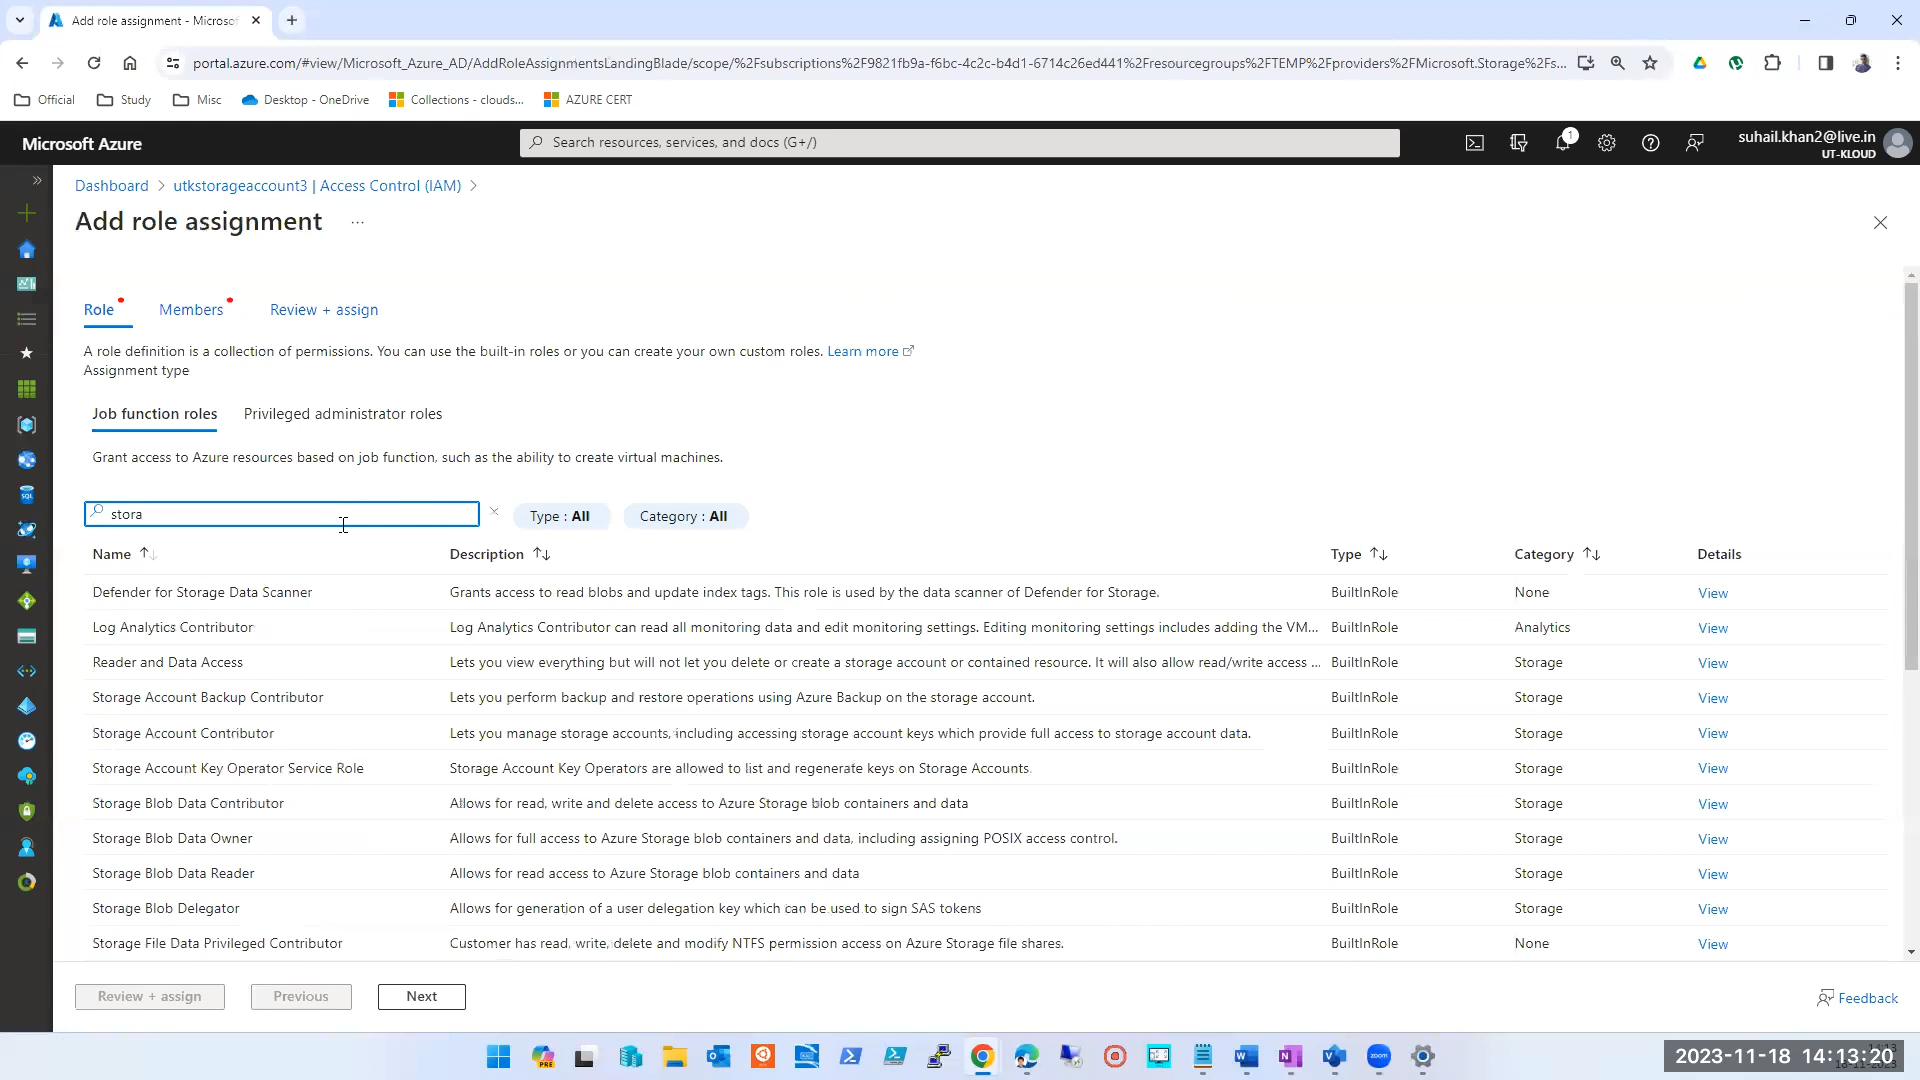 Add role assignment - Microsof
portal.azure.com/#view/Microsoft_Azure_AD/AddRoleAssignmentsLandingBlade/scope/%2Fsubscriptions%2F9821fb9a-f6bc-4c2c-b4d1-6714c26ed441%2Fresourcegroups%2FTEMP%2Fproviders%2FMicrosoft.Storage%2Fs...
Official Study Misc Desktop - OneDrive Collections - clouds... AZURE CERT
Microsoft Azure
Search resources, services, and docs (G+/)
1
suhail.khan2@live.in
UT-KLOUD
Dashboard > utkstorageaccount3 | Access Control (IAM) >
Add role assignment ...
Role Members Review + assign
A role definition is a collection of permissions. You can use the built-in roles or you can create your own custom roles. Learn more
Assignment type
Job function roles Privileged administrator roles
Grant access to Azure resources based on job function, such as the ability to create virtual machines.
stora
Type : All
Category : All
Name Description Type Category Details
Defender for Storage Data Scanner Grants access to read blobs and update index tags. This role is used by the data scanner of Defender for Storage. BuiltInRole None View
Log Analytics Contributor Log Analytics Contributor can read all monitoring data and edit monitoring settings. Editing monitoring settings includes adding the VM... BuiltInRole Analytics View
Reader and Data Access Lets you view everything but will not let you delete or create a storage account or contained resource. It will also allow read/write access ... BuiltInRole Storage View
Storage Account Backup Contributor Lets you perform backup and restore operations using Azure Backup on the storage account. BuiltInRole Storage View
Storage Account Contributor Lets you manage storage accounts, including accessing storage account keys which provide full access to storage account data. BuiltInRole Storage View
Storage Account Key Operator Service Role Storage Account Key Operators are allowed to list and regenerate keys on Storage Accounts. BuiltInRole Storage View
Storage Blob Data Contributor Allows for read, write and delete access to Azure Storage blob containers and data BuiltInRole Storage View
Storage Blob Data Owner Allows for full access to Azure Storage blob containers and data, including assigning POSIX access control. BuiltInRole Storage View
Storage Blob Data Reader Allows for read access to Azure Storage blob containers and data BuiltInRole Storage View
Storage Blob Delegator Allows for generation of a user delegation key which can be used to sign SAS tokens BuiltInRole Storage View
Storage File Data Privileged Contributor Customer has read, write, delete and modify NTFS permission access on Azure Storage file shares. BuiltInRole None View
Review + assign Previous Next
Feedback
2023-11-18 14:13:20